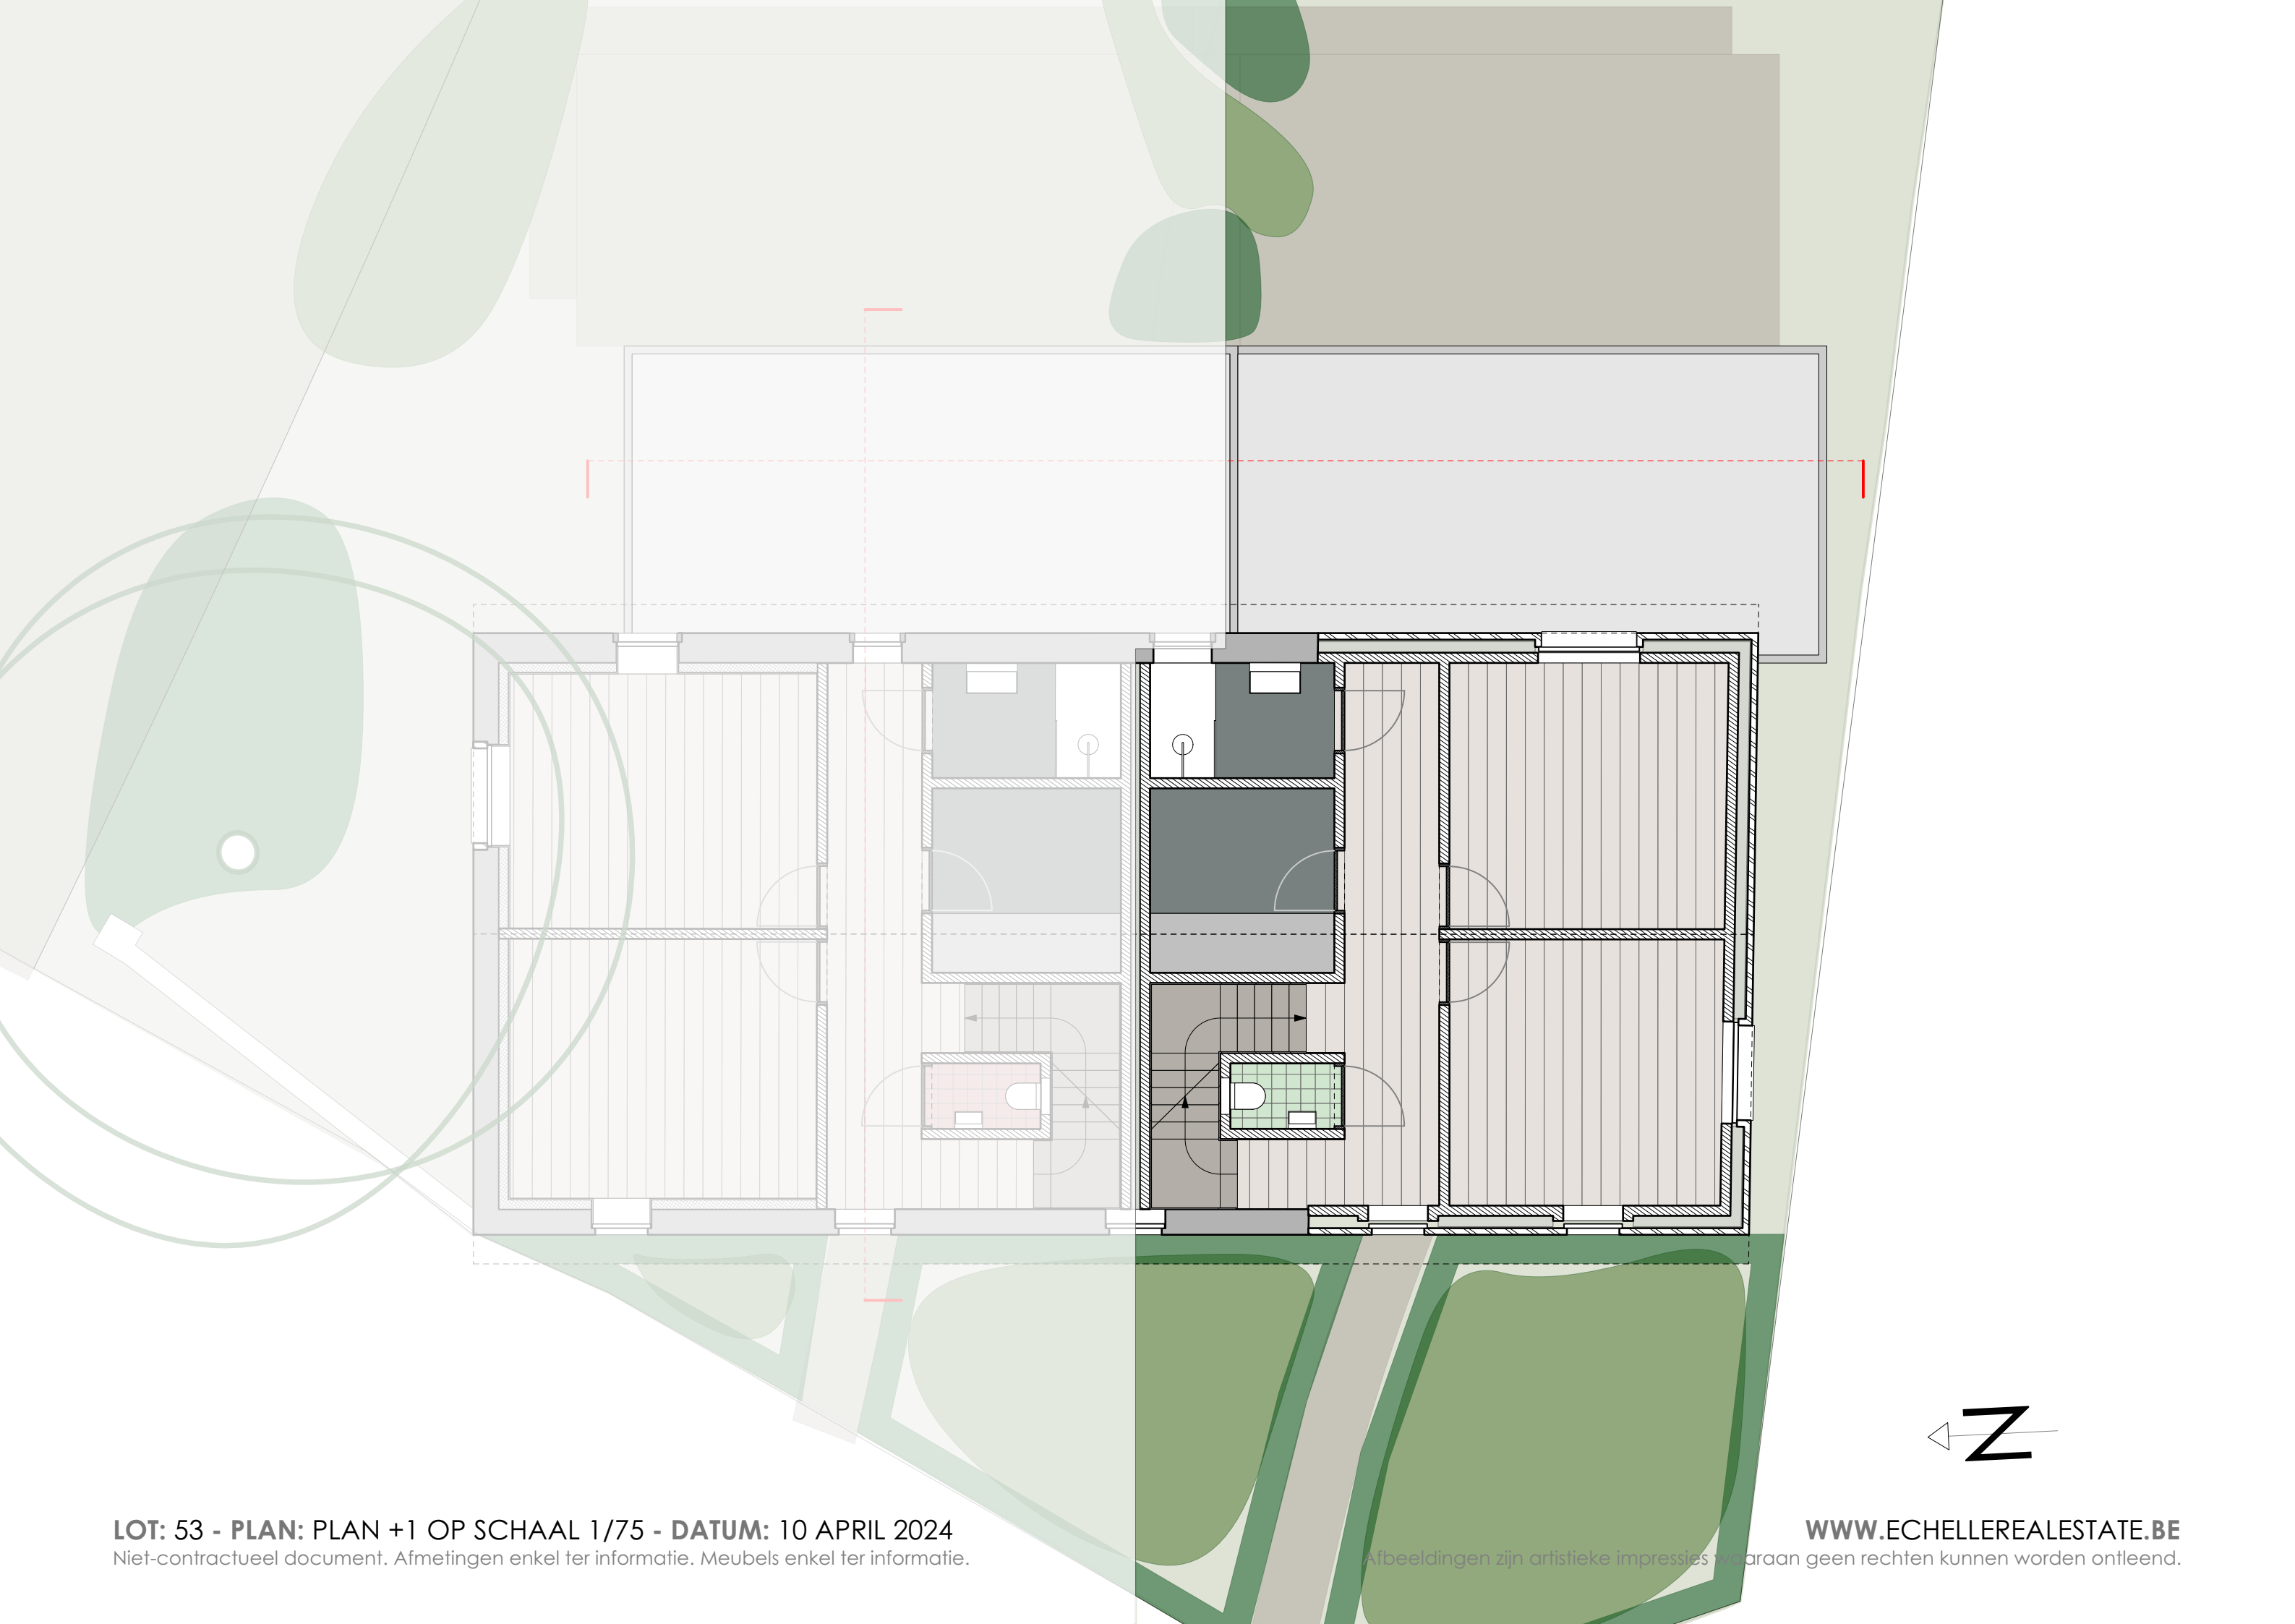 LOT: 53 - PLAN: PLAN +1 OP SCHAAL 1/75 - DATUM: 10 APRIL 2024
Niet-contractueel document. Afmetingen enkel ter informatie. Meubels enkel ter informatie.
N
WWW.ECHELLEREALESTATE.BE
Afbeeldingen zijn artistieke impressies waaraan geen rechten kunnen worden ontleend.